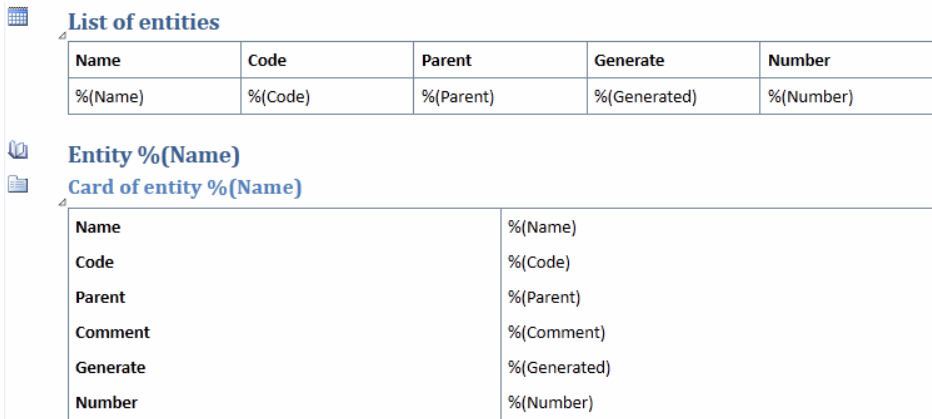 List of entities
Name Code Parent Generate Number
%(Name) %(Code) %(Parent) %(Generated) %(Number)
Entity %(Name)
Card of entity %(Name)
Name %(Name)
Code %(Code)
Parent %(Parent)
Comment %(Comment)
Generate %(Generated)
Number %(Number)